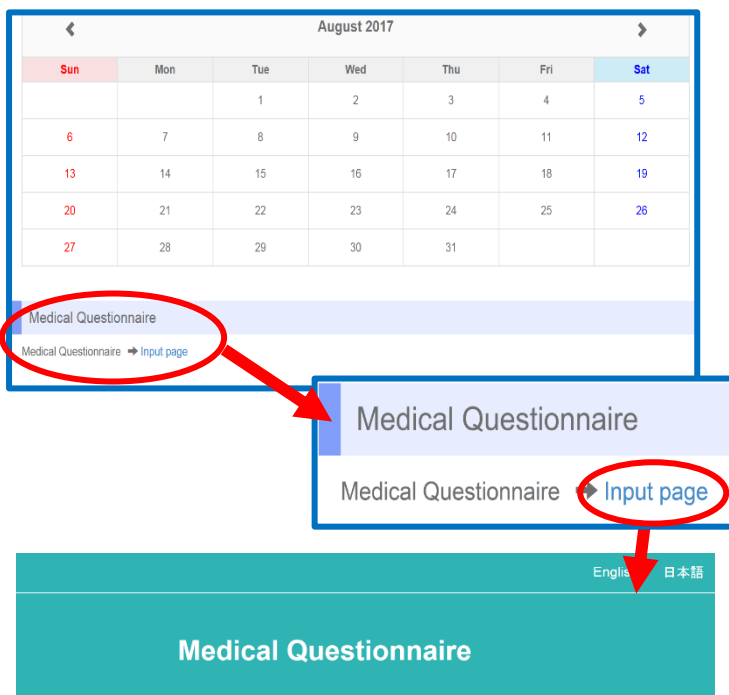 August 2017
Sun Mon Tue Wed Thu Fri Sat
1 2 3 4 5
6 7 8 9 10 11 12
13 14 15 16 17 18 19
20 21 22 23 24 25 26
27 28 29 30 31
Medical Questionnaire
Medical Questionnaire ➡ Input page
Medical Questionnaire
Medical Questionnaire ➡ Input page
日本語
Medical Questionnaire